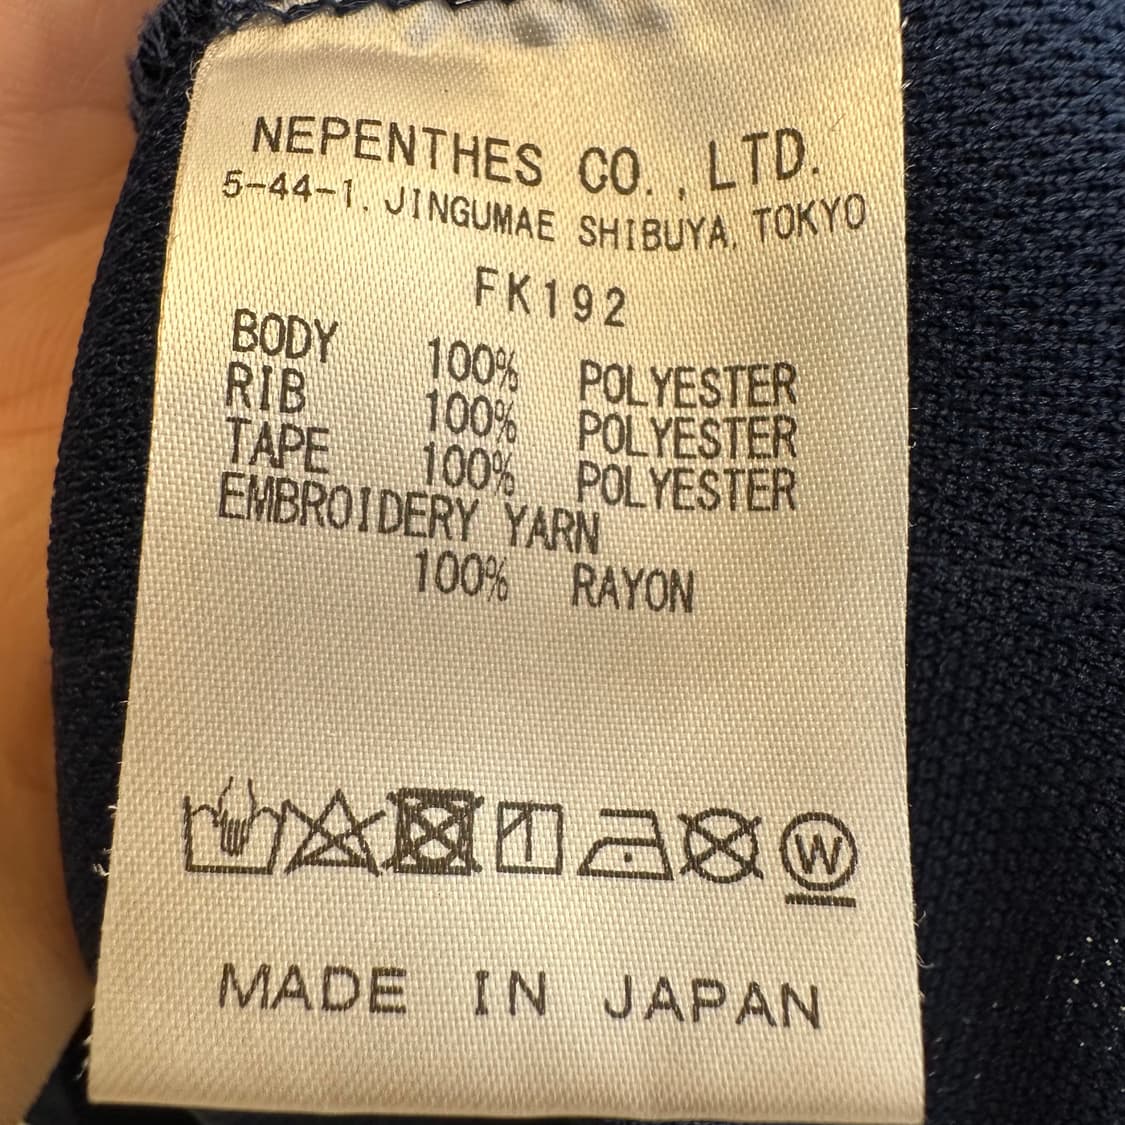 NEPENTHES CO., LTD.
5-44-1, JINGUMAE SHIBUYA, TOKYO
FK192
BODY 100% POLYESTER
RIB 100% POLYESTER
TAPE 100% POLYESTER
EMBROIDERY YARN
100% RAYON
W
MADE IN JAPAN